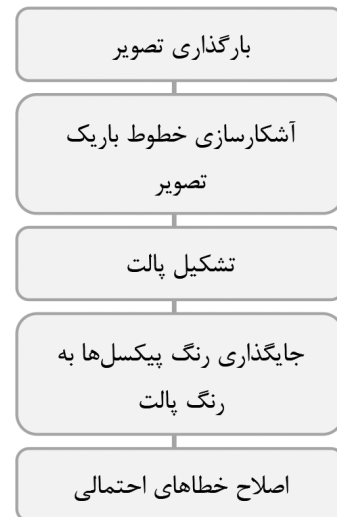 بارگذاری تصویر
آشکارسازی خطوط باریک
تصویر
تشکیل پالت
جایگذاری رنگ پیکسل‌ها به
رنگ پالت
اصلاح خطاهای احتمالی